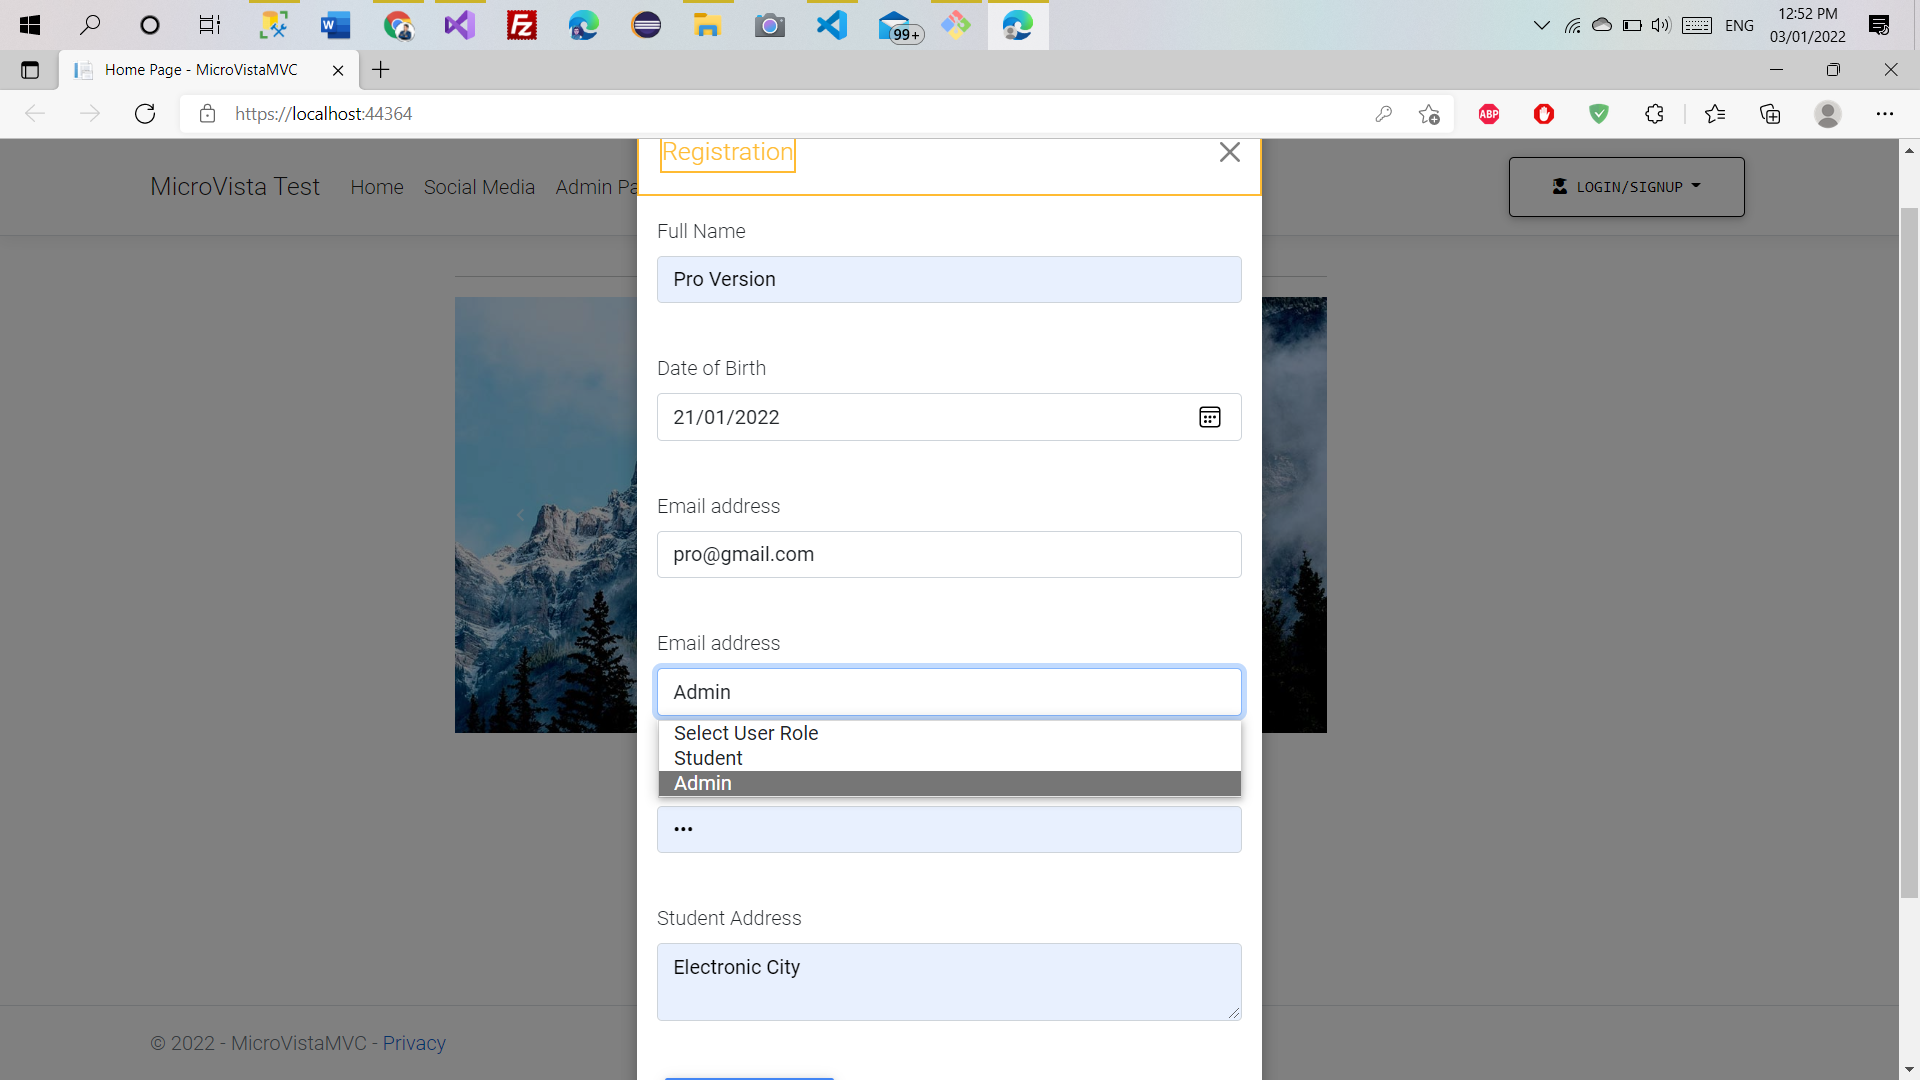 12:52 PM
99+
ENG
03/01/2022
Home Page - MicroVistaMVC
https://localhost:44364
ABP
Registration
MicroVista Test Home Social Media Admin Pa
LOGIN/SIGNUP
Full Name
Pro Version
Date of Birth
21/01/2022
Email address
pro@gmail.com
Email address
Admin
Select User Role
Student
Admin
•••
Student Address
Electronic City
© 2022 - MicroVistaMVC - Privacy